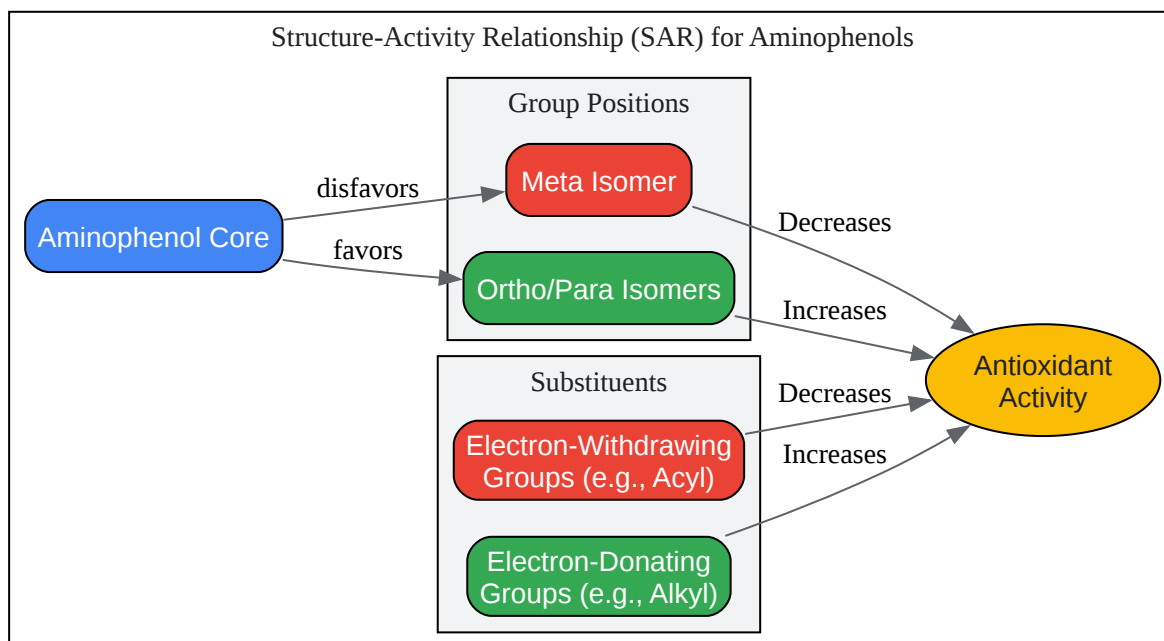 Structure-Activity Relationship (SAR) for Aminophenols
Group Positions
Aminophenol Core
disfavors
favors
Meta Isomer
Ortho/Para Isomers
Decreases
Increases
Substituents
Electron-Withdrawing
Groups (e.g., Acyl)
Electron-Donating
Groups (e.g., Alkyl)
Decreases
Increases
Antioxidant
Activity